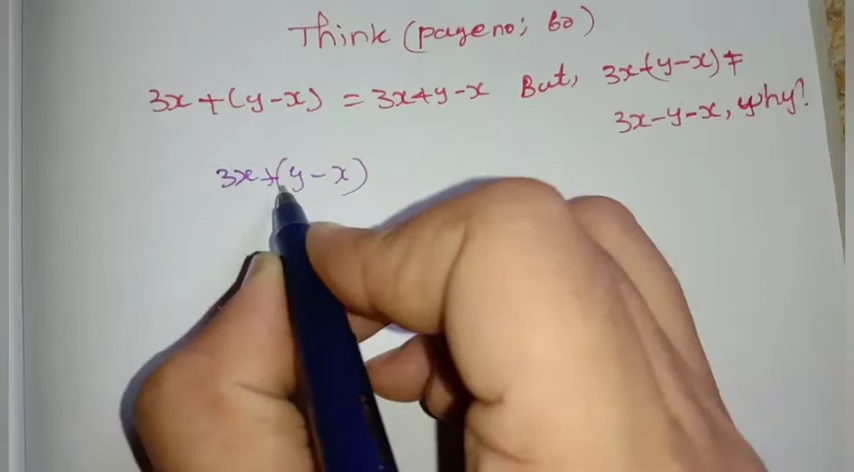 Think (page no; 60)
3x + (y - x) = 3x + y - x But, 3x-(y-x) ≠
3x - y - x, why?
3x + (y - x)